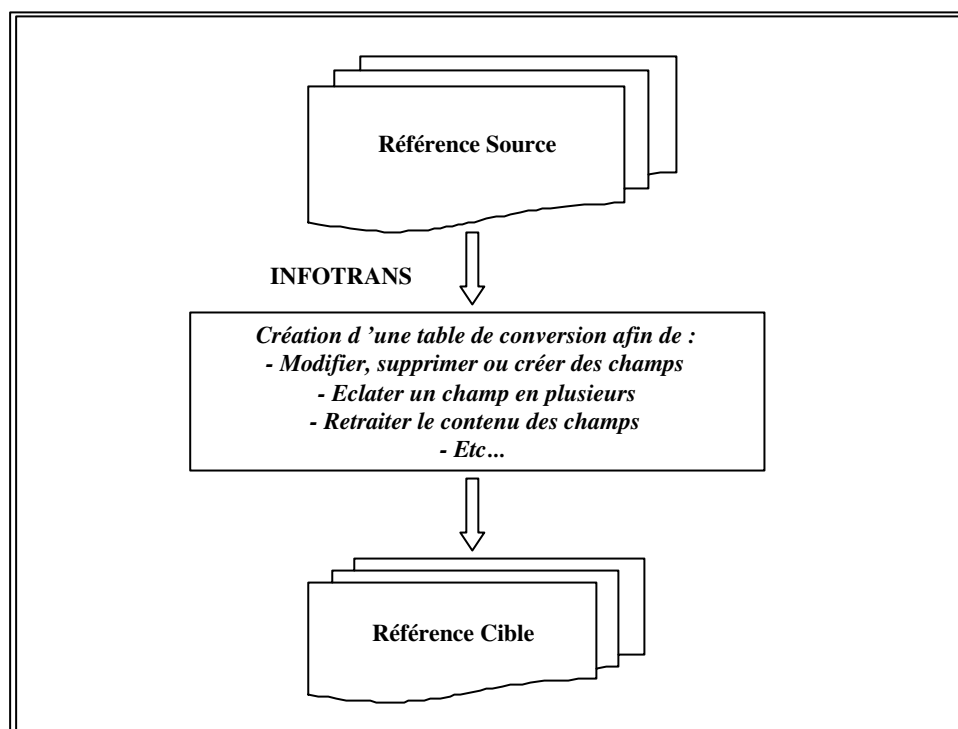 Référence Source
INFOTRANS
Création d ’une table de conversion afin de :
- Modifier, supprimer ou créer des champs
- Eclater un champ en plusieurs
- Retraiter le contenu des champs
- Etc...
Référence Cible